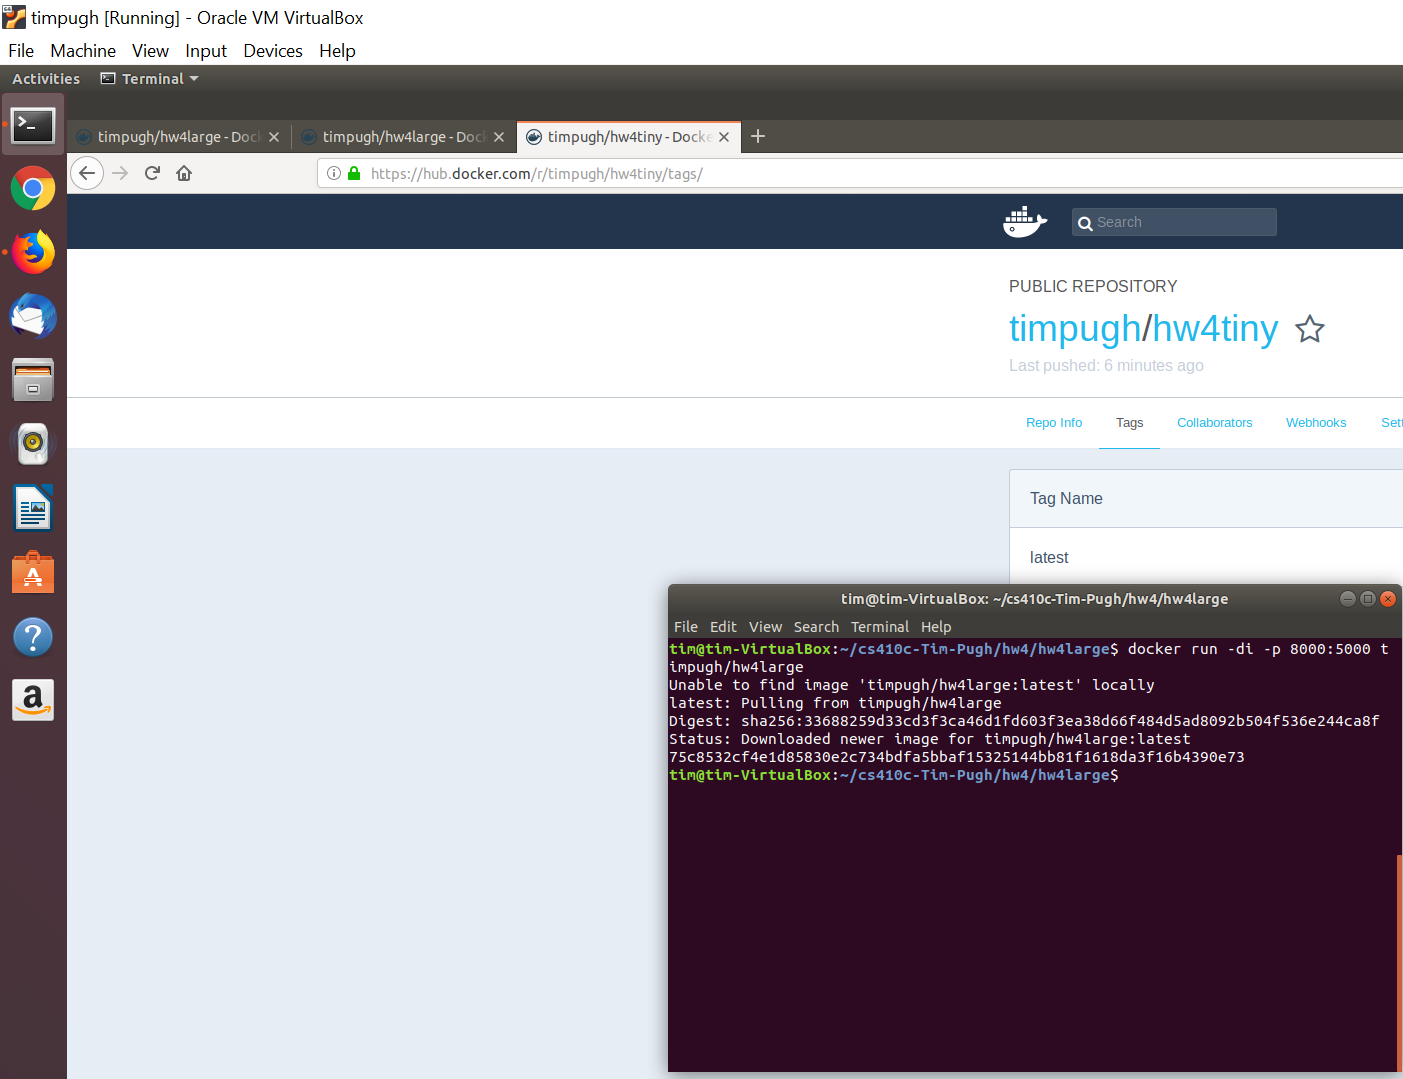 timpugh [Running] - Oracle VM VirtualBox
File Machine View Input Devices Help
Activities Terminal
timpugh/hw4large - Doc timpugh/hw4large - Doc timpugh/hw4tiny - Docke
https://hub.docker.com/r/timpugh/hw4tiny/tags/
Search
PUBLIC REPOSITORY
timpugh/hw4tiny
Last pushed: 6 minutes ago
Repo Info Tags Collaborators Webhooks Sett
Tag Name
latest
tim@tim-VirtualBox: ~/cs410c-Tim-Pugh/hw4/hw4large
File Edit View Search Terminal Help
tim@tim-VirtualBox:~/cs410c-Tim-Pugh/hw4/hw4large$ docker run -di -p 8000:5000 t
impugh/hw4large
Unable to find image 'timpugh/hw4large:latest' locally
latest: Pulling from timpugh/hw4large
Digest: sha256:33688259d33cd3f3ca46d1fd603f3ea38d66f484d5ad8092b504f536e244ca8f
Status: Downloaded newer image for timpugh/hw4large:latest
75c8532cf4e1d85830e2c734bdfa5bbaf15325144bb81f1618da3f16b4390e73
tim@tim-VirtualBox:~/cs410c-Tim-Pugh/hw4/hw4large$